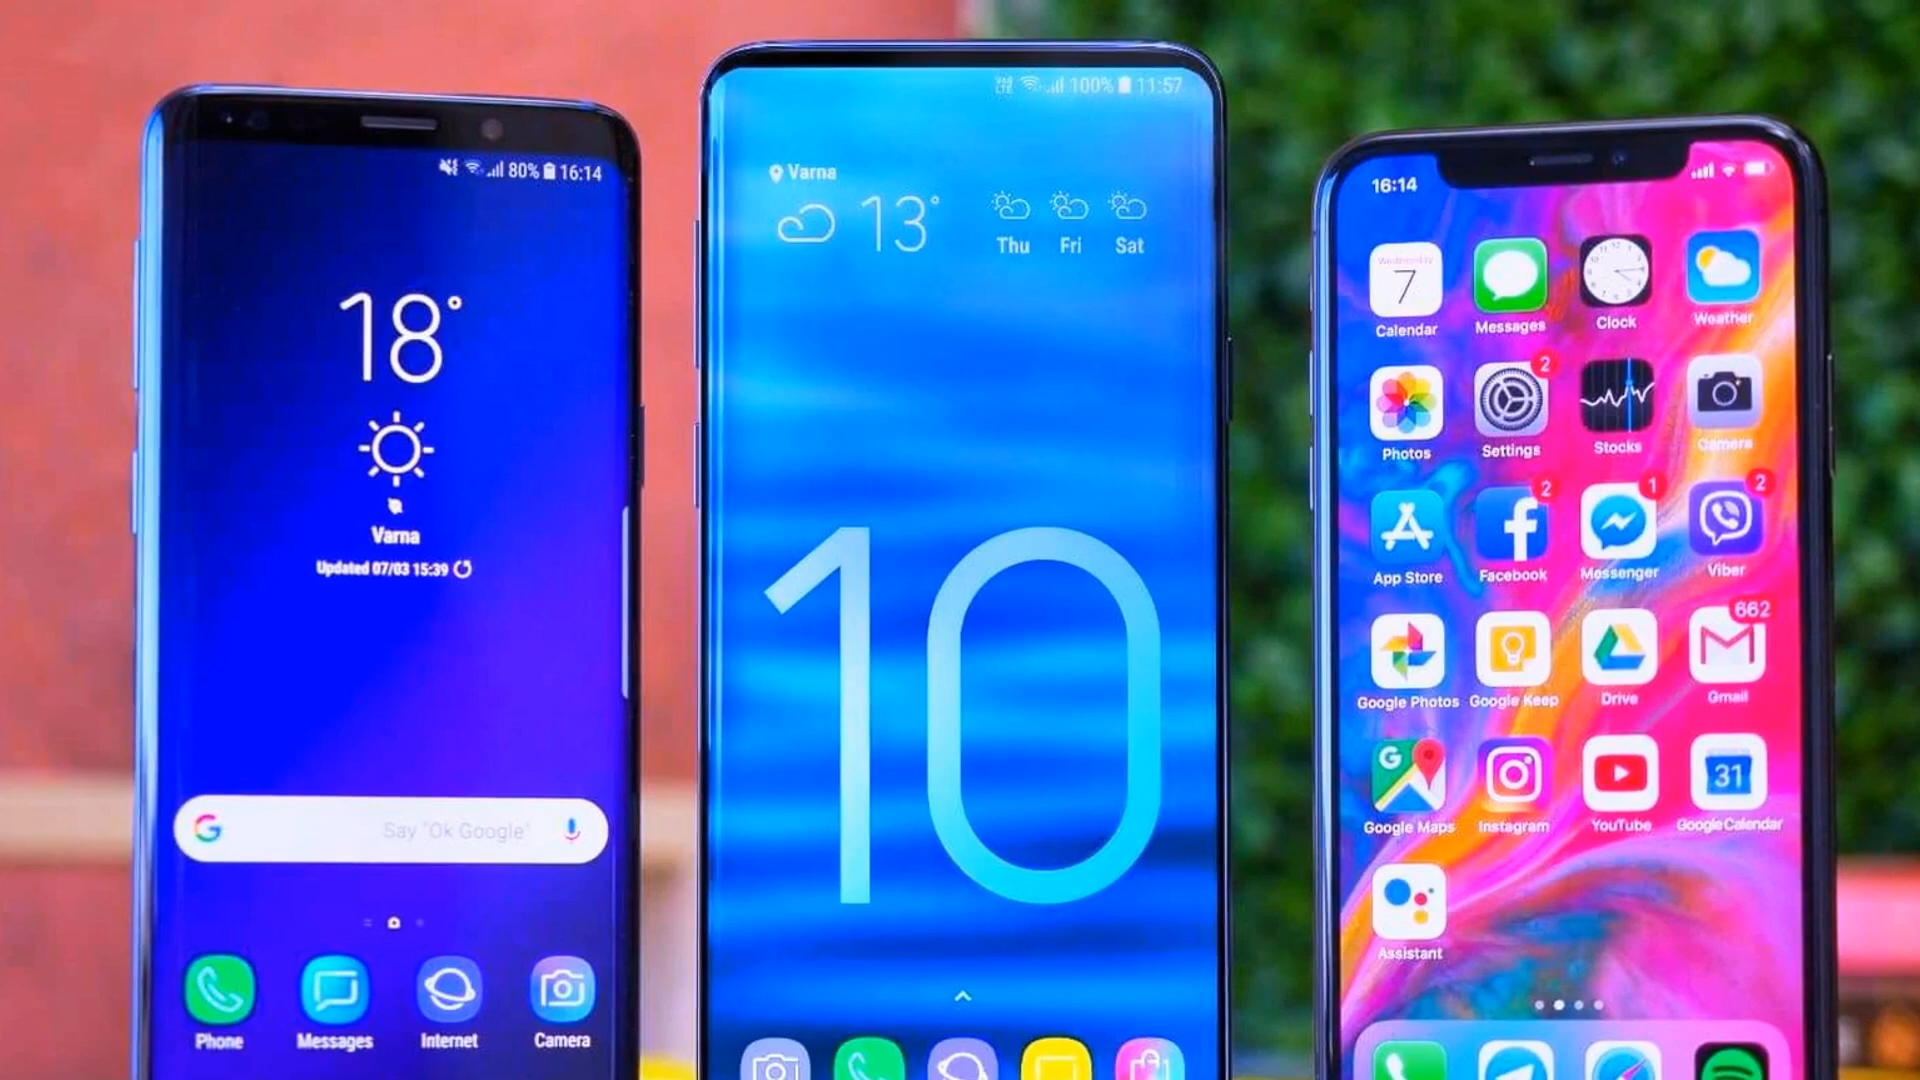 80% 16:14
18°
Varna
Updated 07/03 15:39
G
Say "Ok Google"
Phone Messages Internet Camera
100% 11:57
Varna
13°
Thu Fri Sat
10
16:14
Wednesday
7
Calendar Messages Clock Weather
2
Photos Settings Stocks Camera
2 1 2
App Store Facebook Messenger Viber
662
Google Photos Google Keep Drive Gmail
G
31
Google Maps Instagram YouTube Google Calendar
Assistant